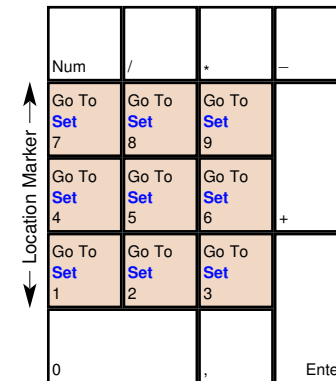 Num / * –
Go To Go To Go To
Set Set Set
7 8 9
Location Marker
Go To Go To Go To
Set Set Set
4 5 6 +
Go To Go To Go To
Set Set Set
1 2 3
0 , Ente